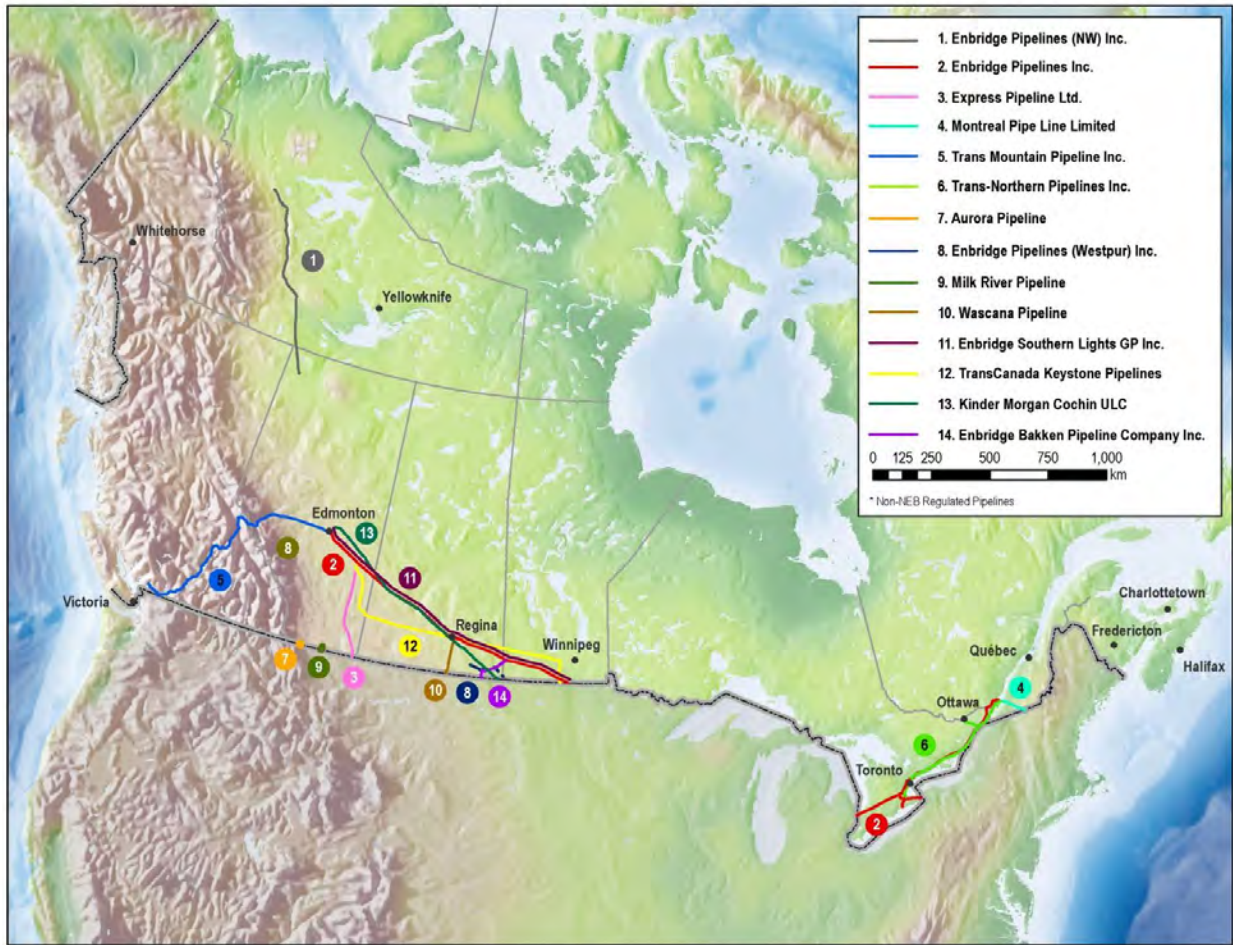 1. Enbridge Pipelines (NW) Inc.
2. Enbridge Pipelines Inc.
3. Express Pipeline Ltd.
4. Montreal Pipe Line Limited
5. Trans Mountain Pipeline Inc.
6. Trans-Northern Pipelines Inc.
7. Aurora Pipeline
8. Enbridge Pipelines (Westpur) Inc.
9. Milk River Pipeline
10. Wascana Pipeline
11. Enbridge Southern Lights GP Inc.
12. TransCanada Keystone Pipelines
13. Kinder Morgan Cochin ULC
14. Enbridge Bakken Pipeline Company Inc.
0 125 250 500 750 1,000
km
* Non-NEB Regulated Pipelines
Whitehorse
1
Yellowknife
Edmonton
13
8
2
11
5
Victoria
Regina
12
Winnipeg
7
9
3
10
8
14
Charlottetown
Fredericton
Québec
Halifax
4
Ottawa
6
Toronto
2